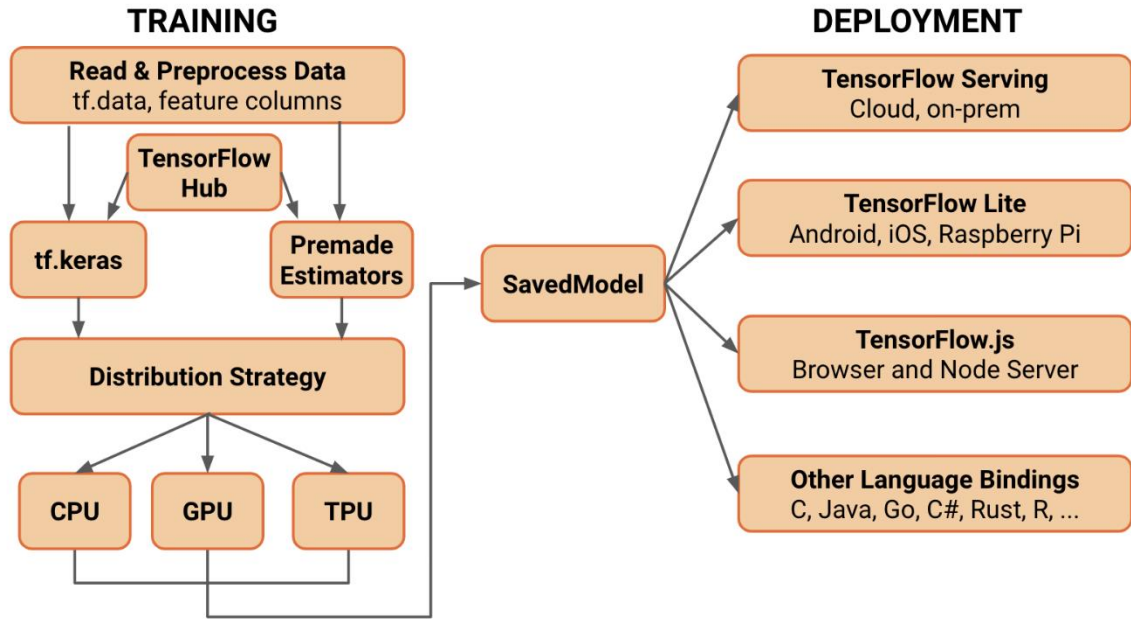 TRAINING
Read & Preprocess Data
tf.data, feature columns
TensorFlow
Hub
tf.keras
Premade
Estimators
Distribution Strategy
CPU
GPU
TPU
SavedModel
DEPLOYMENT
TensorFlow Serving
Cloud, on-prem
TensorFlow Lite
Android, iOS, Raspberry Pi
TensorFlow.js
Browser and Node Server
Other Language Bindings
C, Java, Go, C#, Rust, R, ...